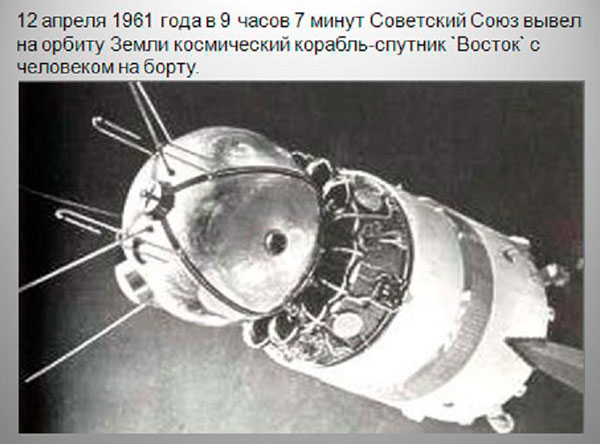 12 апреля 1961 года в 9 часов 7 минут Советский Союз вывел
на орбиту Земли космический корабль-спутник `Восток` с
человеком на борту.